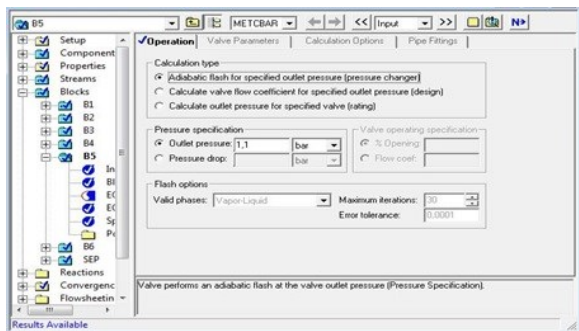 B5
METCBAR
<<
Input
>>
N>
Setup
Component
Properties
Streams
Blocks
B1
B2
B3
B4
B5
In
Bl
EC
EC
Sp
Pe
B6
SEP
Reactions
Convergenc
Flowsheetin
Operation
Valve Parameters
Calculation Options
Pipe Fittings
Calculation type
Adiabatic flash for specified outlet pressure (pressure changer)
Calculate valve flow coefficient for specified outlet pressure (design)
Calculate outlet pressure for specified valve (rating)
Pressure specification
Outlet pressure: 1,1 bar
Pressure drop: bar
Valve operating specification
% Opening:
Flow coef:
Flash options
Valid phases: Vapor-Liquid
Maximum iterations: 30
Error tolerance: 0.0001
Valve performs an adiabatic flash at the valve outlet pressure (Pressure Specification).
Results Available